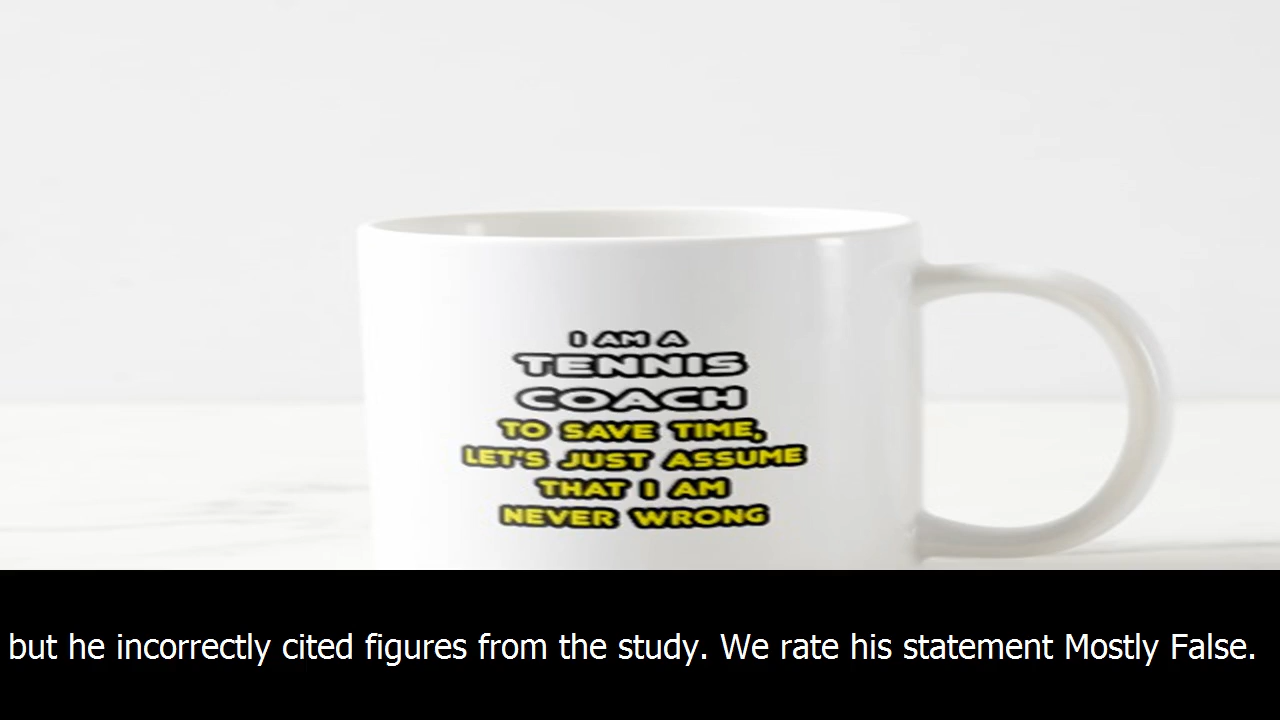 I AM A
TENNIS
COACH
TO SAVE TIME,
LET'S JUST ASSUME
THAT I AM
NEVER WRONG
but he incorrectly cited figures from the study. We rate his statement Mostly False.